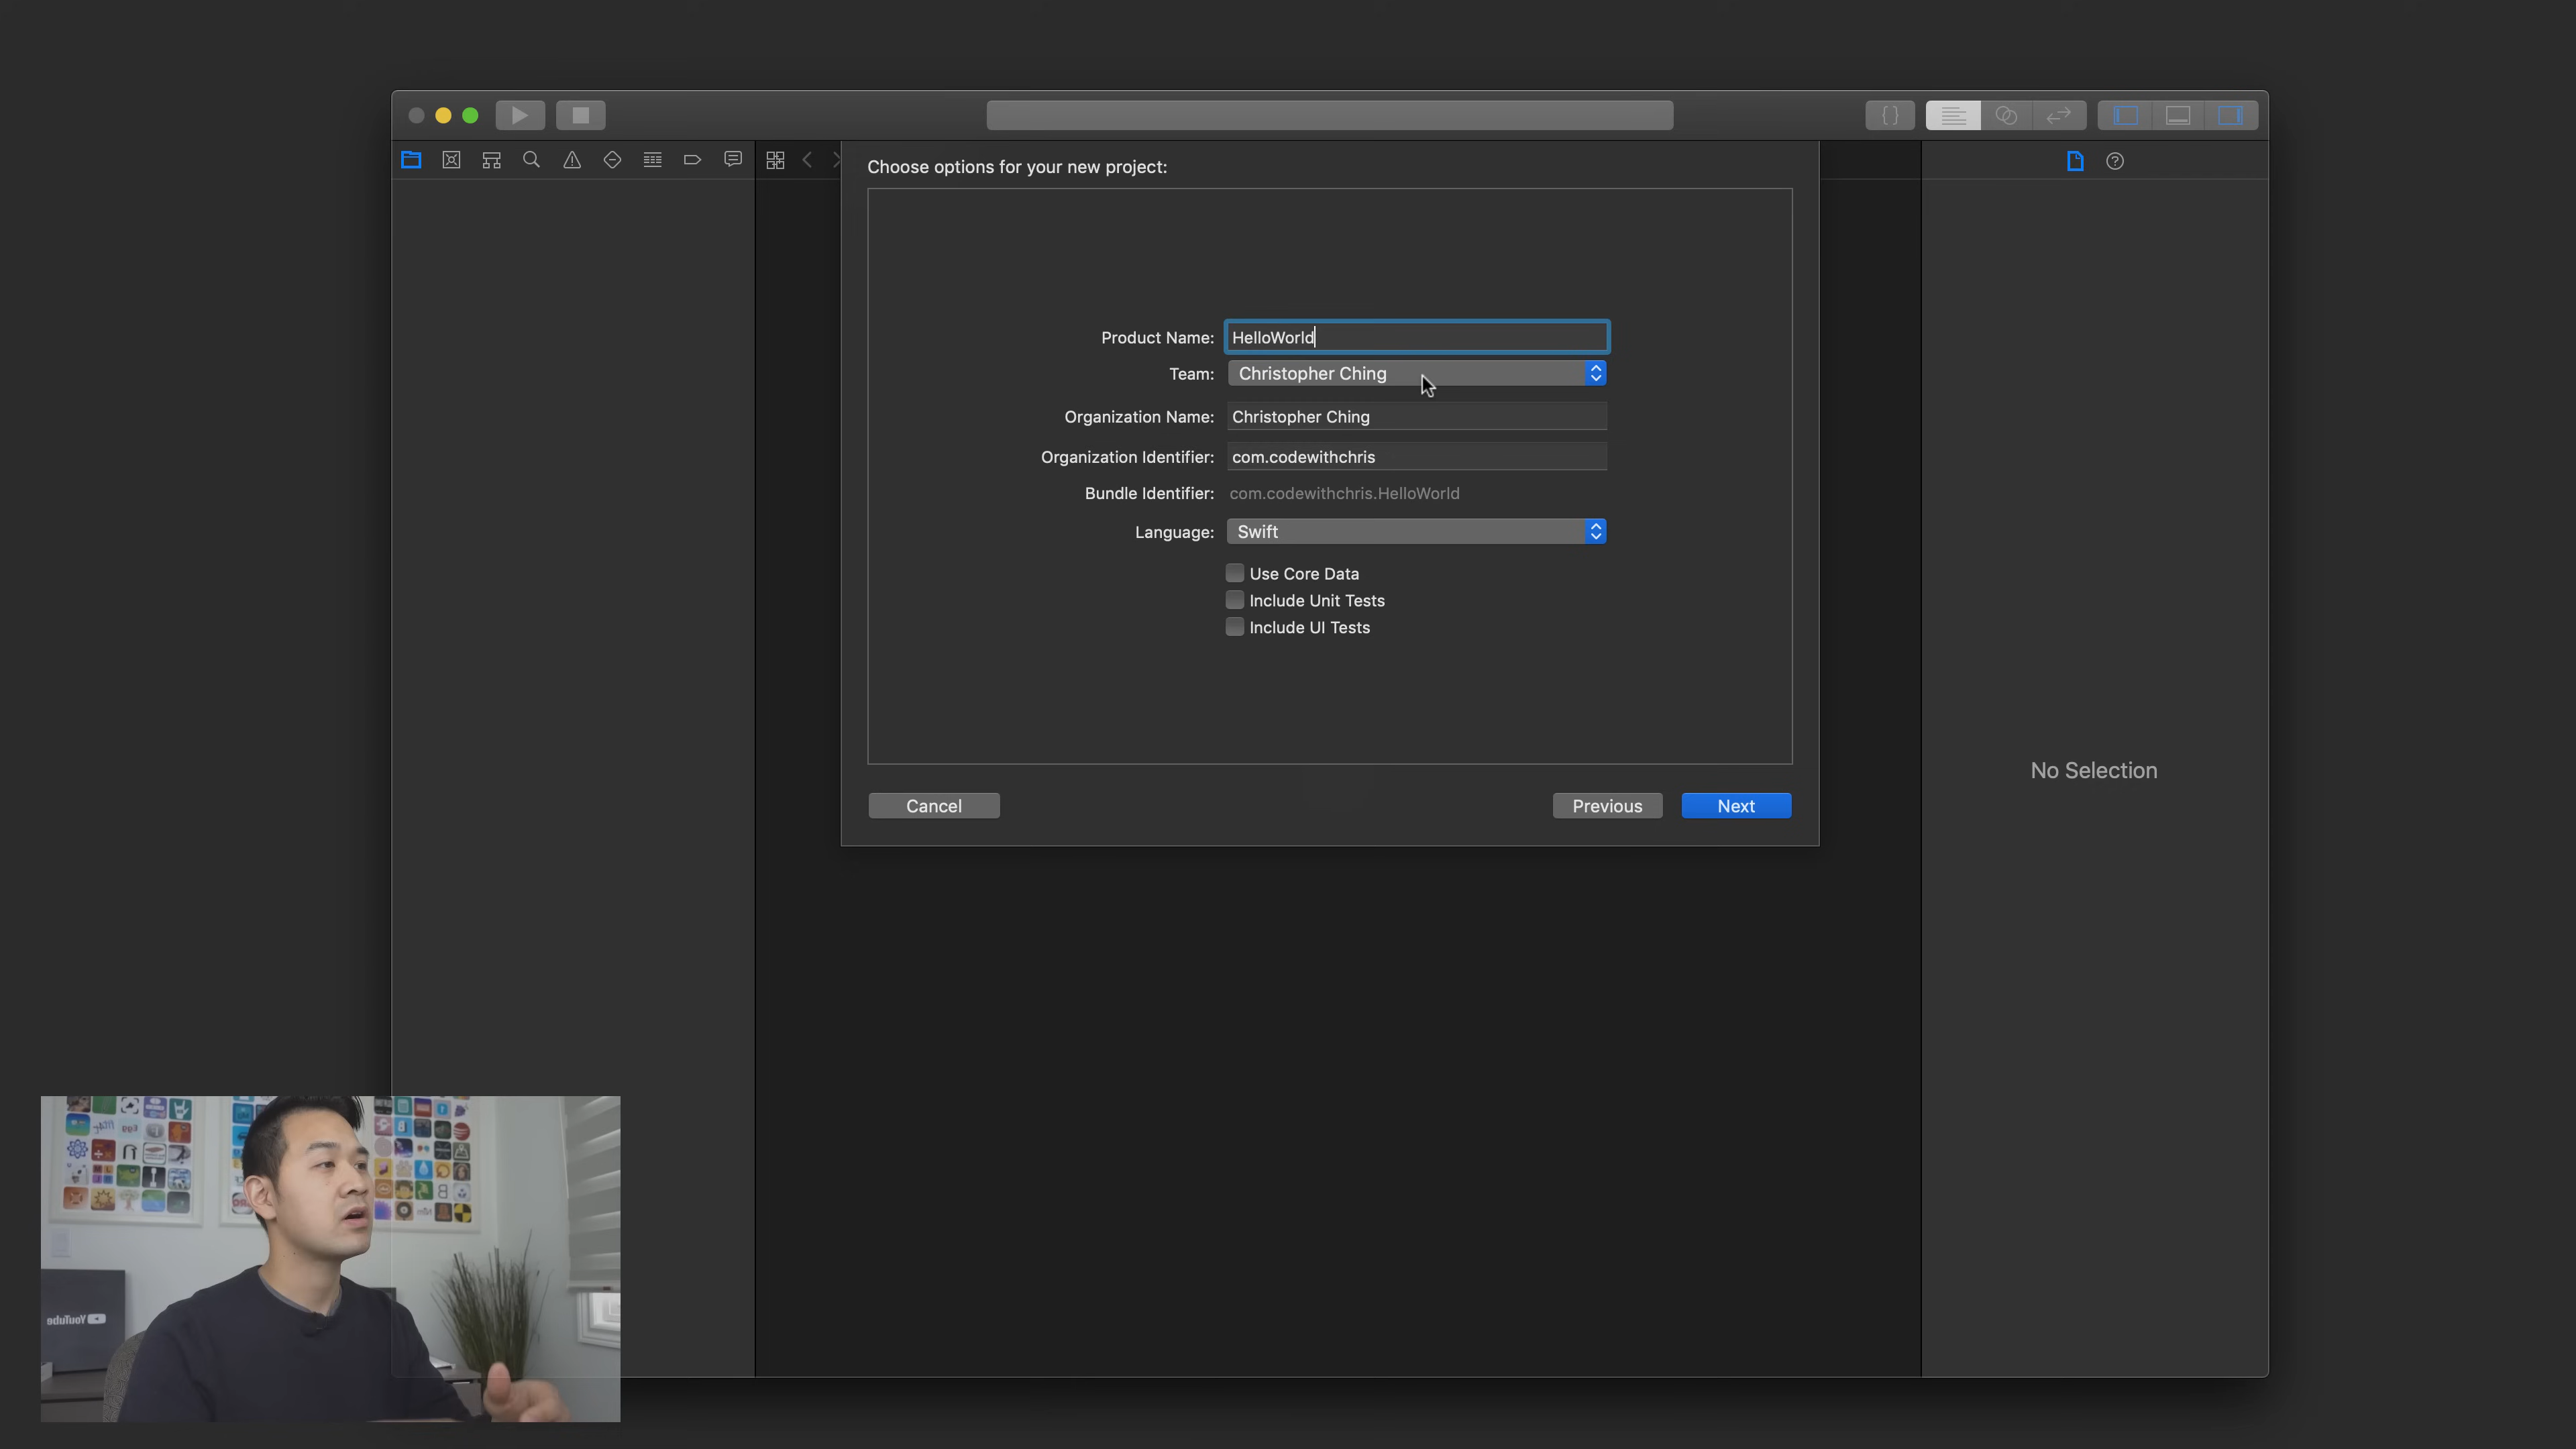 Choose options for your new project:
Product Name: HelloWorld
Team: Christopher Ching
Organization Name: Christopher Ching
Organization Identifier: com.codewithchris
Bundle Identifier: com.codewithchris.HelloWorld
Language: Swift
Use Core Data
Include Unit Tests
Include UI Tests
No Selection
Cancel
Previous
Next
YouTube